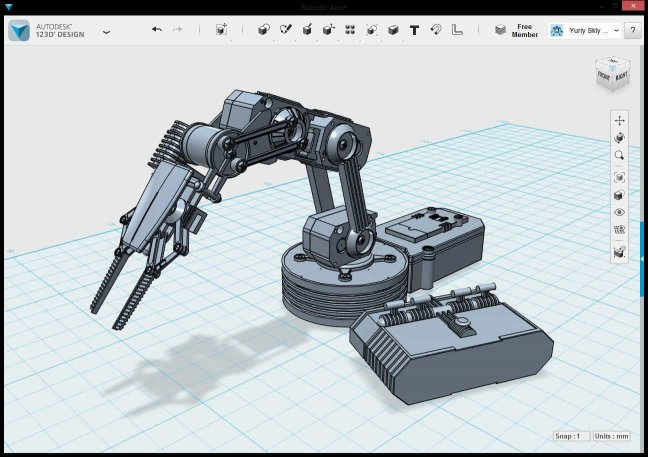 Robotic Arm*
AUTODESK®
123D® DESIGN
Free
Member
Yuriy Skly ...
?
FRONT
RIGHT
Snap : 1
Units : mm